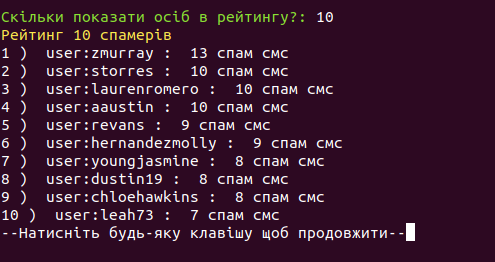 Скільки показати осіб в рейтингу?: 10
Рейтинг 10 спамерів
1 )  user:zmurray :  13 спам смс
2 )  user:storres :  10 спам смс
3 )  user:laurenromero :  10 спам смс
4 )  user:aaustin :  10 спам смс
5 )  user:revans :  9 спам смс
6 )  user:hernandezmolly :  9 спам смс
7 )  user:youngjasmine :  8 спам смс
8 )  user:dustin19 :  8 спам смс
9 )  user:chloehawkins :  8 спам смс
10 )  user:leah73 :  7 спам смс
--Натисніть будь-яку клавішу щоб продовжити--